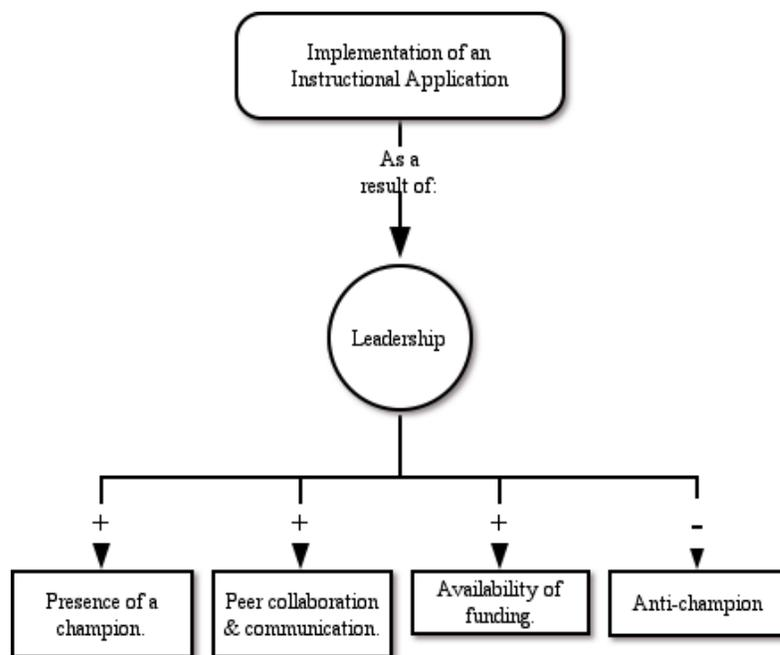 Implementation of an
Instructional Application
As a
result of:
Leadership
+
+
+
-
Presence of a
champion.
Peer collaboration
& communication.
Availability of
funding.
Anti-champion